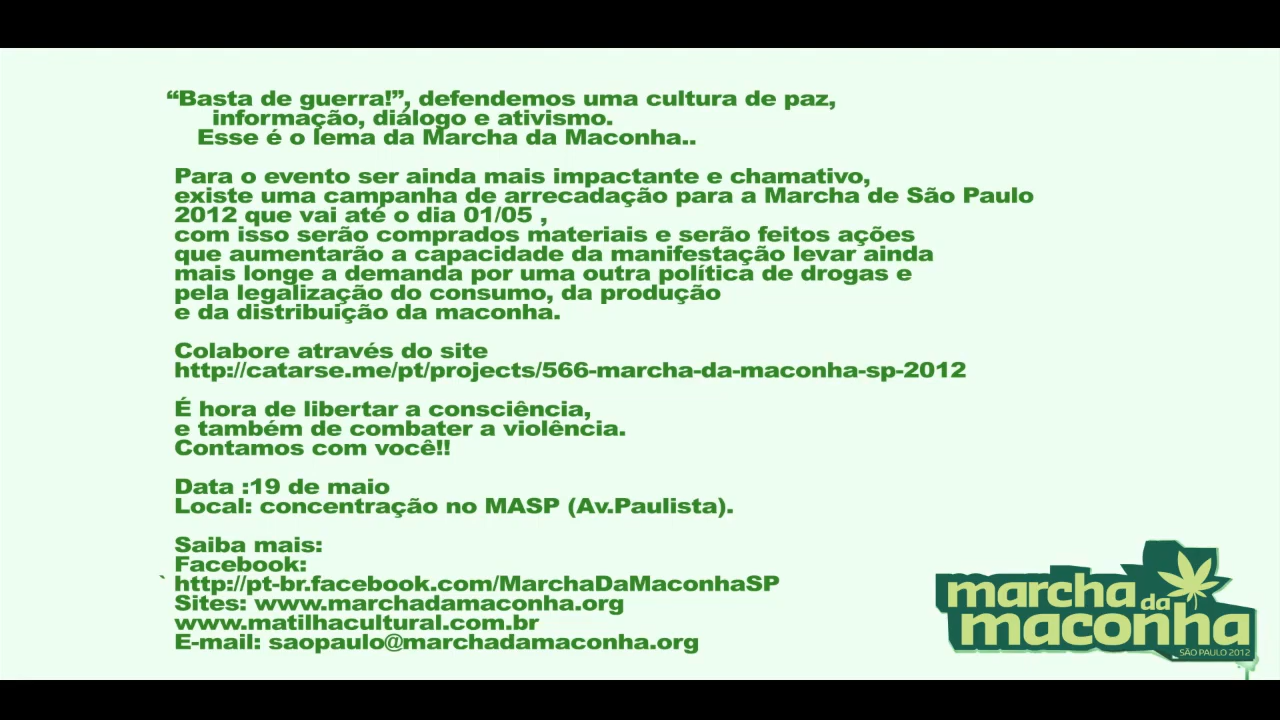 “Basta de guerra!”, defendemos uma cultura de paz,
informação, diálogo e ativismo.
Esse é o lema da Marcha da Maconha..
Para o evento ser ainda mais impactante e chamativo,
existe uma campanha de arrecadação para a Marcha de São Paulo
2012 que vai até o dia 01/05 ,
com isso serão comprados materiais e serão feitos ações
que aumentarão a capacidade da manifestação levar ainda
mais longe a demanda por uma outra política de drogas e
pela legalização do consumo, da produção
e da distribuição da maconha.
Colabore através do site
http://catarse.me/pt/projects/566-marcha-da-maconha-sp-2012
É hora de libertar a consciência,
e também de combater a violência.
Contamos com você!!
Data :19 de maio
Local: concentração no MASP (Av.Paulista).
Saiba mais:
Facebook:
` http://pt-br.facebook.com/MarchaDaMaconhaSP
Sites: www.marchadamaconha.org
www.matilhacultural.com.br
E-mail: saopaulo@marchadamaconha.org
marcha da
maconha
SÃO PAULO 2012